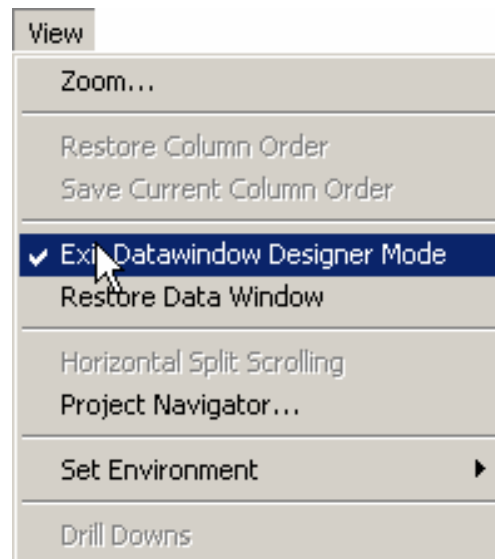 View
Zoom...
Restore Column Order
Save Current Column Order
Exit Datawindow Designer Mode
Restore Data Window
Horizontal Split Scrolling
Project Navigator...
Set Environment
Drill Downs